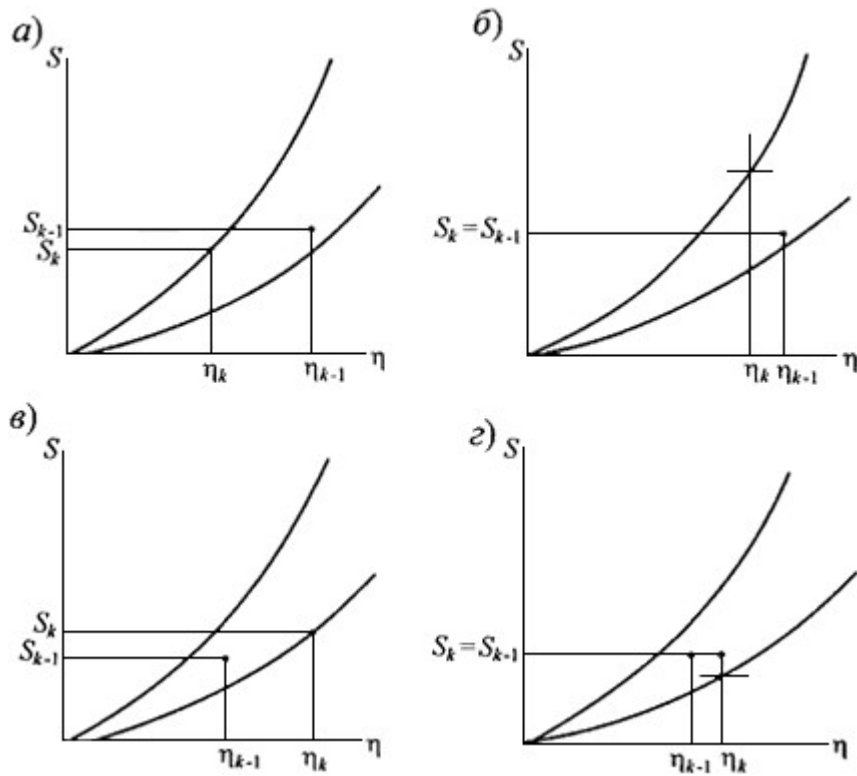 а)
S
S_{k-1}
S_k
η_k
η_{k-1}
η
б)
S
S_k = S_{k-1}
η_k
η_{k-1}
η
в)
S
S_k
S_{k-1}
η_{k-1}
η_k
η
г)
S
S_k = S_{k-1}
η_{k-1}
η_k
η